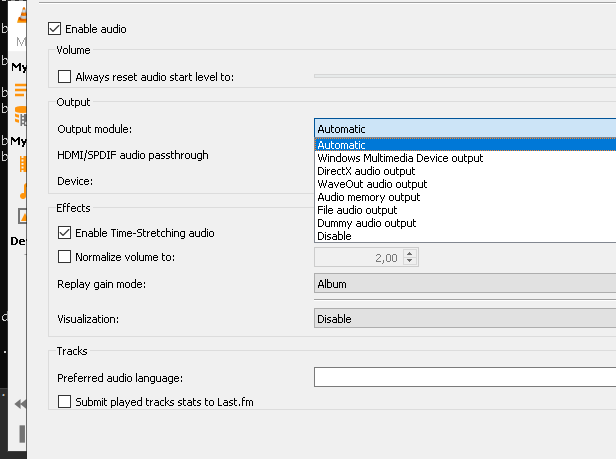 Enable audio
Volume
Always reset audio start level to:
Output
Output module:
Automatic
Automatic
Windows Multimedia Device output
DirectX audio output
WaveOut audio output
Audio memory output
File audio output
Dummy audio output
Disable
HDMI/SPDIF audio passthrough
Device:
Effects
Enable Time-Stretching audio
Normalize volume to:
2,00
Replay gain mode:
Album
Visualization:
Disable
Tracks
Preferred audio language:
Submit played tracks stats to Last.fm
M
My
My
De
b
b
b
b
b
b
d